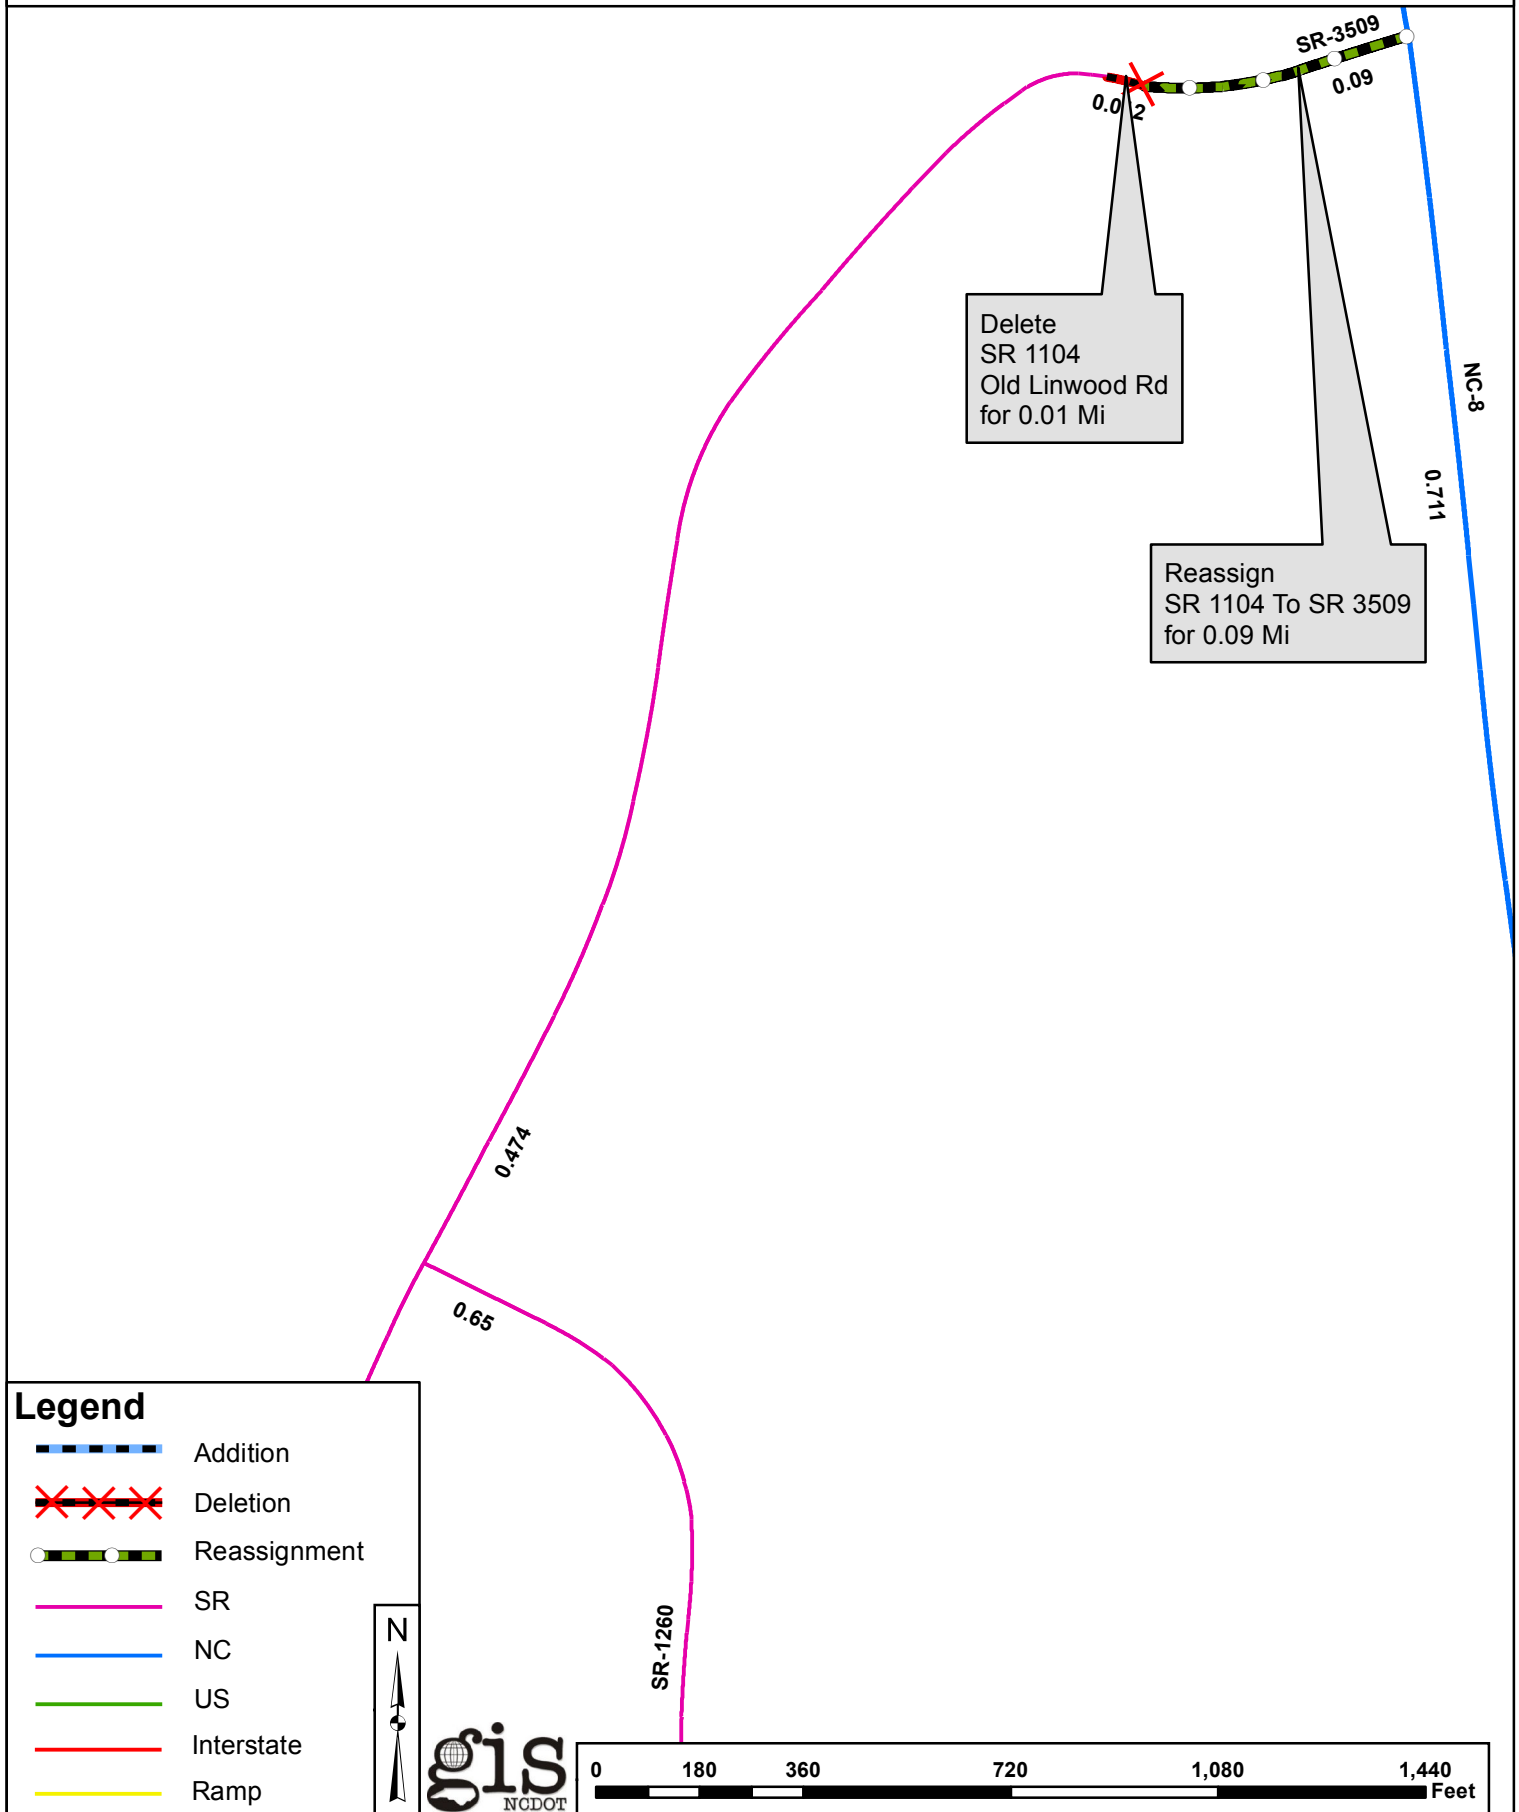 SR-3509
0.09
Delete
SR 1104
Old Linwood Rd
for 0.01 Mi
NC-8
0.711
Reassign
SR 1104 To SR 3509
for 0.09 Mi
0.474
0.65
SR-1260
Legend
Addition
Deletion
Reassignment
SR
NC
US
Interstate
Ramp
N
gis
NCDOT
0 180 360 720 1,080 1,440
Feet